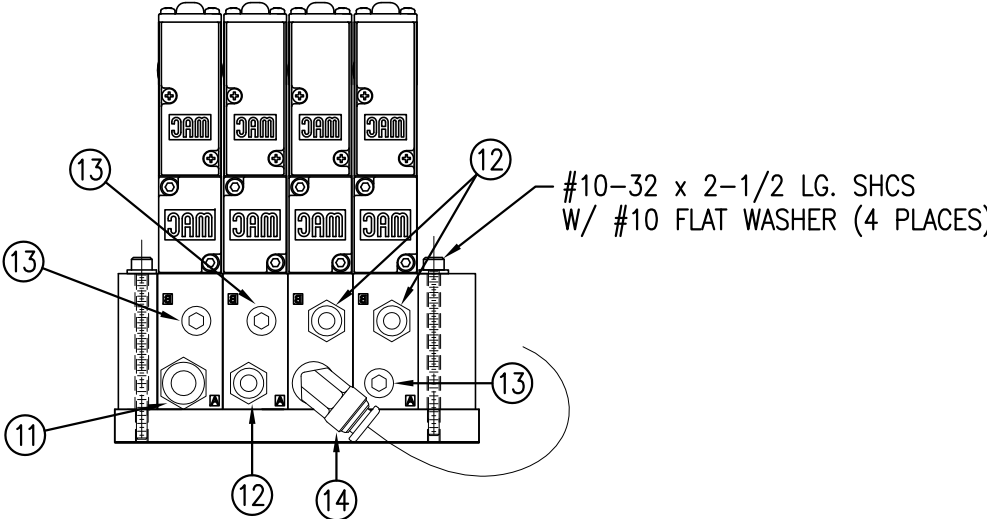 MAC MAC MAC MAC
13
12
#10-32 x 2-1/2 LG. SHCS
W/ #10 FLAT WASHER (4 PLACES)
MAC MAC MAC MAC
13
B B B B
13
A A A
11
12
14